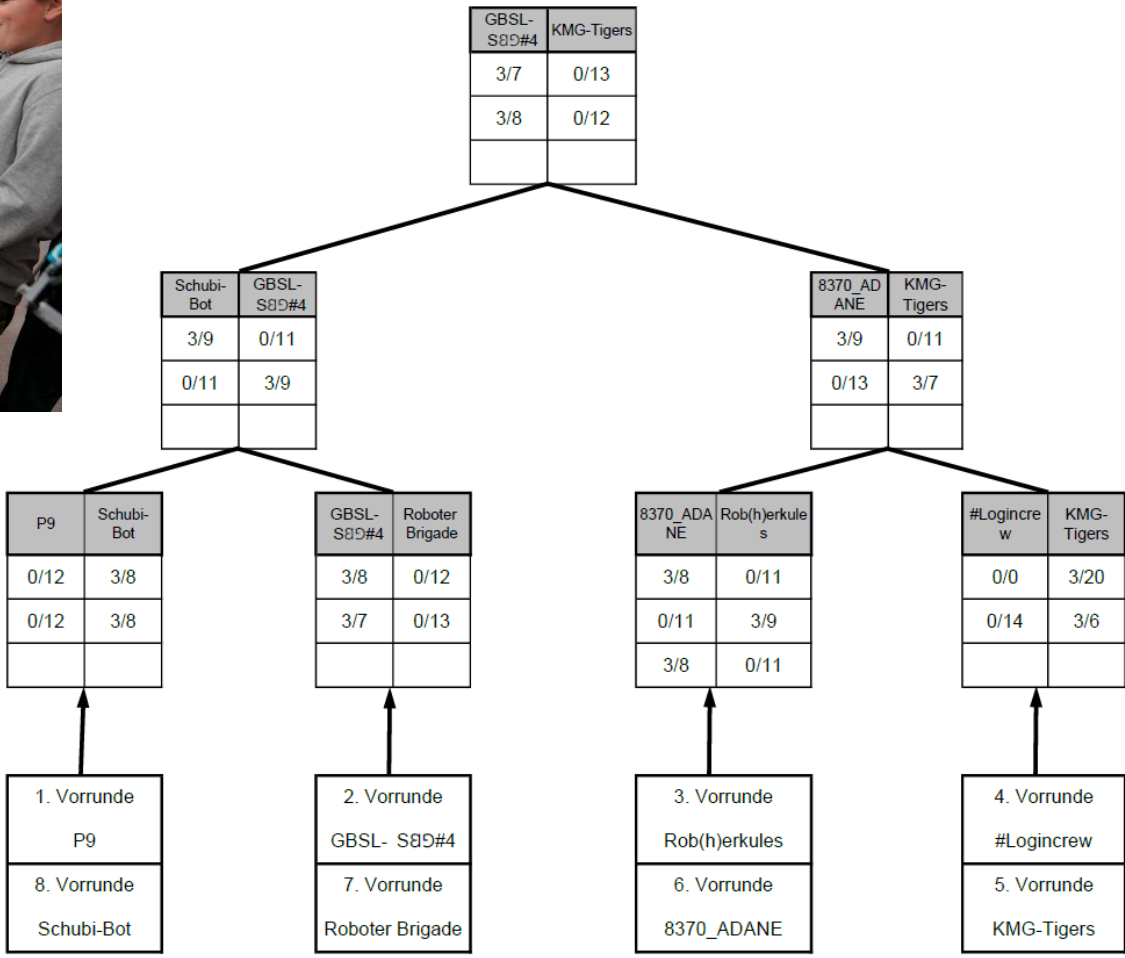 GBSL-
SBG#4
KMG-Tigers
3/7 0/13
3/8 0/12
Schubi-
Bot
GBSL-
SBG#4
3/9 0/11
0/11 3/9
8370_AD
ANE
KMG-
Tigers
3/9 0/11
0/13 3/7
P9
Schubi-
Bot
0/12 3/8
0/12 3/8
GBSL-
SBG#4
Roboter
Brigade
3/8 0/12
3/7 0/13
8370_ADA
NE
Rob(h)erkule
s
3/8 0/11
0/11 3/9
3/8 0/11
#Logincre
w
KMG-
Tigers
0/0 3/20
0/14 3/6
1. Vorrunde
P9
8. Vorrunde
Schubi-Bot
2. Vorrunde
GBSL- SBG#4
7. Vorrunde
Roboter Brigade
3. Vorrunde
Rob(h)erkules
6. Vorrunde
8370_ADANE
4. Vorrunde
#Logincrew
5. Vorrunde
KMG-Tigers